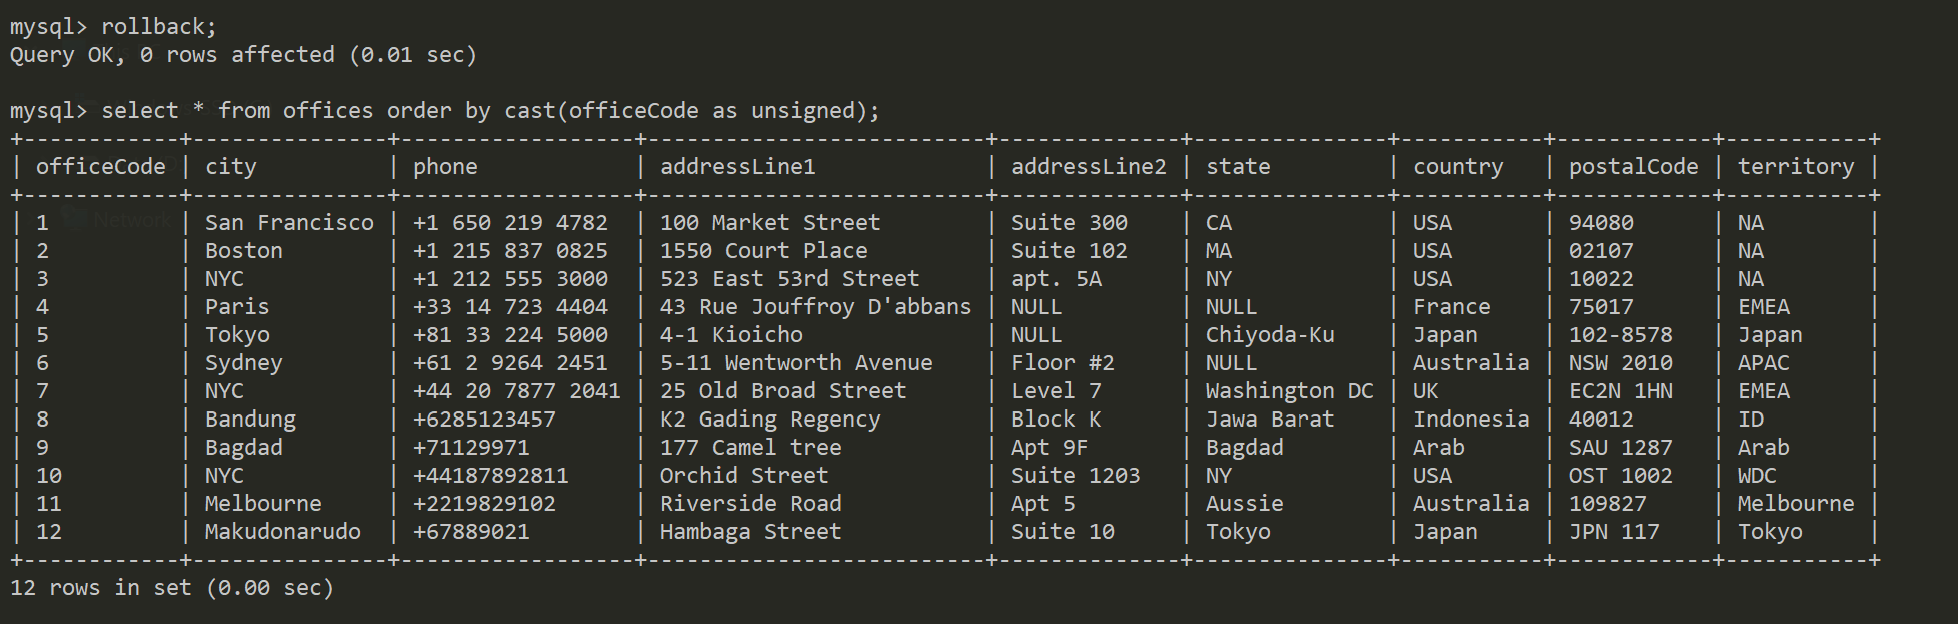 mysql> rollback;
Query OK, 0 rows affected (0.01 sec)
mysql> select * from offices order by cast(officeCode as unsigned);
+------------+---------------+------------------+--------------------------+--------------+---------------+-----------+------------+-----------+
| officeCode | city          | phone            | addressLine1             | addressLine2 | state         | country   | postalCode | territory |
+------------+---------------+------------------+--------------------------+--------------+---------------+-----------+------------+-----------+
| 1          | San Francisco | +1 650 219 4782  | 100 Market Street        | Suite 300    | CA            | USA       | 94080      | NA        |
| 2          | Boston        | +1 215 837 0825  | 1550 Court Place         | Suite 102    | MA            | USA       | 02107      | NA        |
| 3          | NYC           | +1 212 555 3000  | 523 East 53rd Street     | apt. 5A      | NY            | USA       | 10022      | NA        |
| 4          | Paris         | +33 14 723 4404  | 43 Rue Jouffroy D'abbans | NULL         | NULL          | France    | 75017      | EMEA      |
| 5          | Tokyo         | +81 33 224 5000  | 4-1 Kioicho              | NULL         | Chiyoda-Ku    | Japan     | 102-8578   | Japan     |
| 6          | Sydney        | +61 2 9264 2451  | 5-11 Wentworth Avenue    | Floor #2     | NULL          | Australia | NSW 2010   | APAC      |
| 7          | NYC           | +44 20 7877 2041 | 25 Old Broad Street      | Level 7      | Washington DC | UK        | EC2N 1HN   | EMEA      |
| 8          | Bandung       | +6285123457      | K2 Gading Regency        | Block K      | Jawa Barat    | Indonesia | 40012      | ID        |
| 9          | Bagdad        | +71129971        | 177 Camel tree           | Apt 9F       | Bagdad        | Arab      | SAU 1287   | Arab      |
| 10         | NYC           | +44187892811     | Orchid Street            | Suite 1203   | NY            | USA       | OST 1002   | WDC       |
| 11         | Melbourne     | +2219829102      | Riverside Road           | Apt 5        | Aussie        | Australia | 109827     | Melbourne |
| 12         | Makudonarudo  | +67889021        | Hambaga Street           | Suite 10     | Tokyo         | Japan     | JPN 117    | Tokyo     |
+------------+---------------+------------------+--------------------------+--------------+---------------+-----------+------------+-----------+
12 rows in set (0.00 sec)
Network